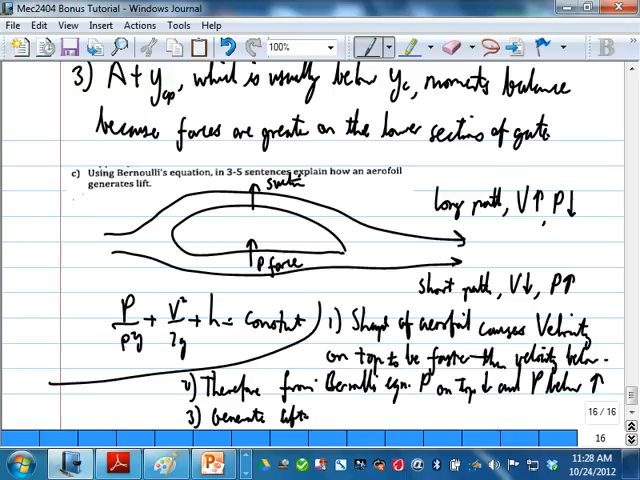 Mec2404 Bonus Tutorial - Windows Journal
File Edit View Insert Actions Tools Help
100%
B
3) At ycp, which is usually below yc, moments balance
because forces are greater on the lower section of gate
c) Using Bernoulli's equation, in 3-5 sentences explain how an aerofoil
generates lift.
suction
long path, V↑ P↓
P force
short path, V↓, P↑
P/ρg + V²/2g + h = constant
1) Shape of aerofoil causes Velocity
on top to be faster then velocity below.
2) Therefore from Bernoulli eqn. P on top ↓ and P below ↑
3) Generate lift
16 / 16
16
11:28 AM
10/24/2012